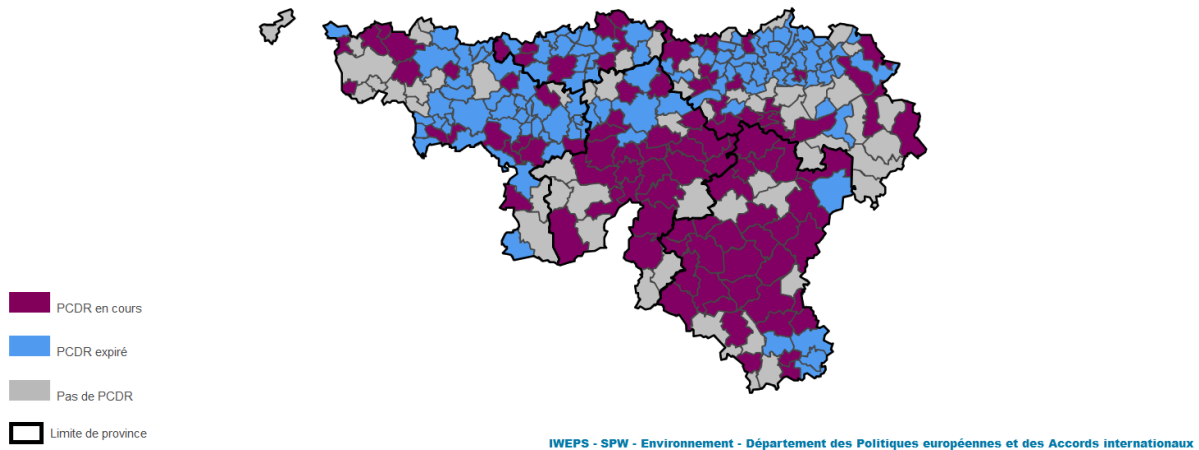 PCDR en cours
PCDR expiré
Pas de PCDR
Limite de province
IWEPS - SPW - Environnement - Département des Politiques européennes et des Accords internationaux